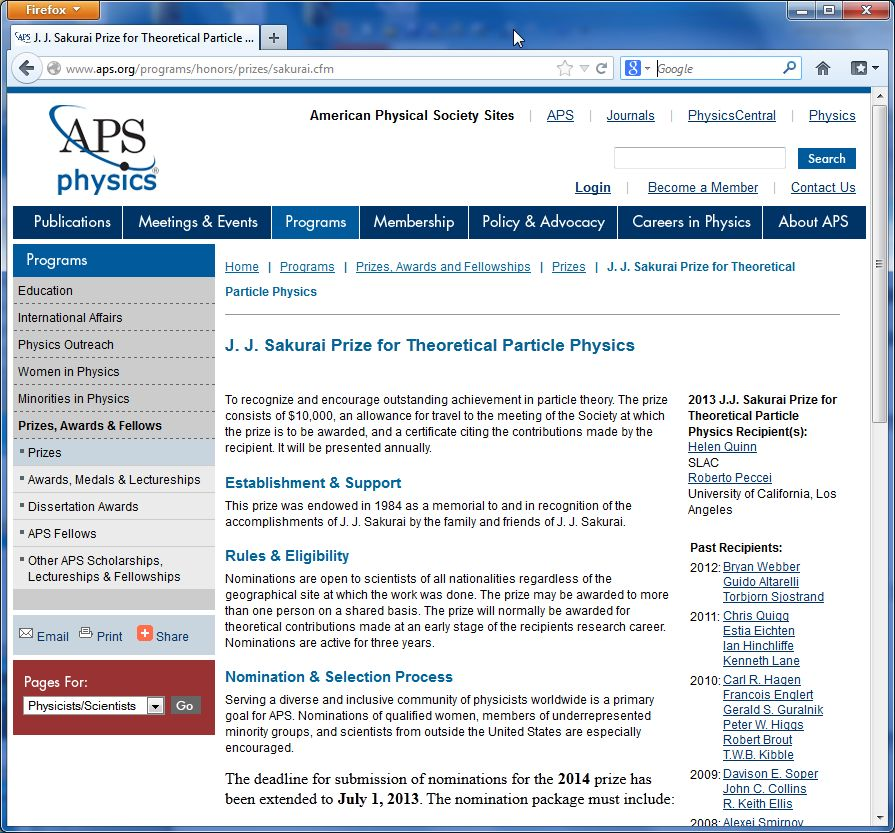 Firefox
J. J. Sakurai Prize for Theoretical Particle ...
www.aps.org/programs/honors/prizes/sakurai.cfm
Google
APS
physics
American Physical Society Sites | APS | Journals | PhysicsCentral | Physics
Search
Login | Become a Member | Contact Us
Publications Meetings & Events Programs Membership Policy & Advocacy Careers in Physics About APS
Programs
Education
International Affairs
Physics Outreach
Women in Physics
Minorities in Physics
Prizes, Awards & Fellows
Prizes
Awards, Medals & Lectureships
Dissertation Awards
APS Fellows
Other APS Scholarships,
Lectureships & Fellowships
Email Print Share
Pages For:
Physicists/Scientists Go
Home | Programs | Prizes, Awards and Fellowships | Prizes | J. J. Sakurai Prize for Theoretical
Particle Physics
J. J. Sakurai Prize for Theoretical Particle Physics
To recognize and encourage outstanding achievement in particle theory. The prize
consists of $10,000, an allowance for travel to the meeting of the Society at which
the prize is to be awarded, and a certificate citing the contributions made by the
recipient. It will be presented annually.
Establishment & Support
This prize was endowed in 1984 as a memorial to and in recognition of the
accomplishments of J. J. Sakurai by the family and friends of J. J. Sakurai.
Rules & Eligibility
Nominations are open to scientists of all nationalities regardless of the
geographical site at which the work was done. The prize may be awarded to more
than one person on a shared basis. The prize will normally be awarded for
theoretical contributions made at an early stage of the recipients research career.
Nominations are active for three years.
Nomination & Selection Process
Serving a diverse and inclusive community of physicists worldwide is a primary
goal for APS. Nominations of qualified women, members of underrepresented
minority groups, and scientists from outside the United States are especially
encouraged.
The deadline for submission of nominations for the 2014 prize has
been extended to July 1, 2013. The nomination package must include:
2013 J.J. Sakurai Prize for
Theoretical Particle
Physics Recipient(s):
Helen Quinn
SLAC
Roberto Peccei
University of California, Los
Angeles
Past Recipients:
2012: Bryan Webber
Guido Altarelli
Torbjorn Sjostrand
2011: Chris Quigg
Estia Eichten
Ian Hinchliffe
Kenneth Lane
2010: Carl R. Hagen
Francois Englert
Gerald S. Guralnik
Peter W. Higgs
Robert Brout
T.W.B. Kibble
2009: Davison E. Soper
John C. Collins
R. Keith Ellis
2008: Alexei Smirnov